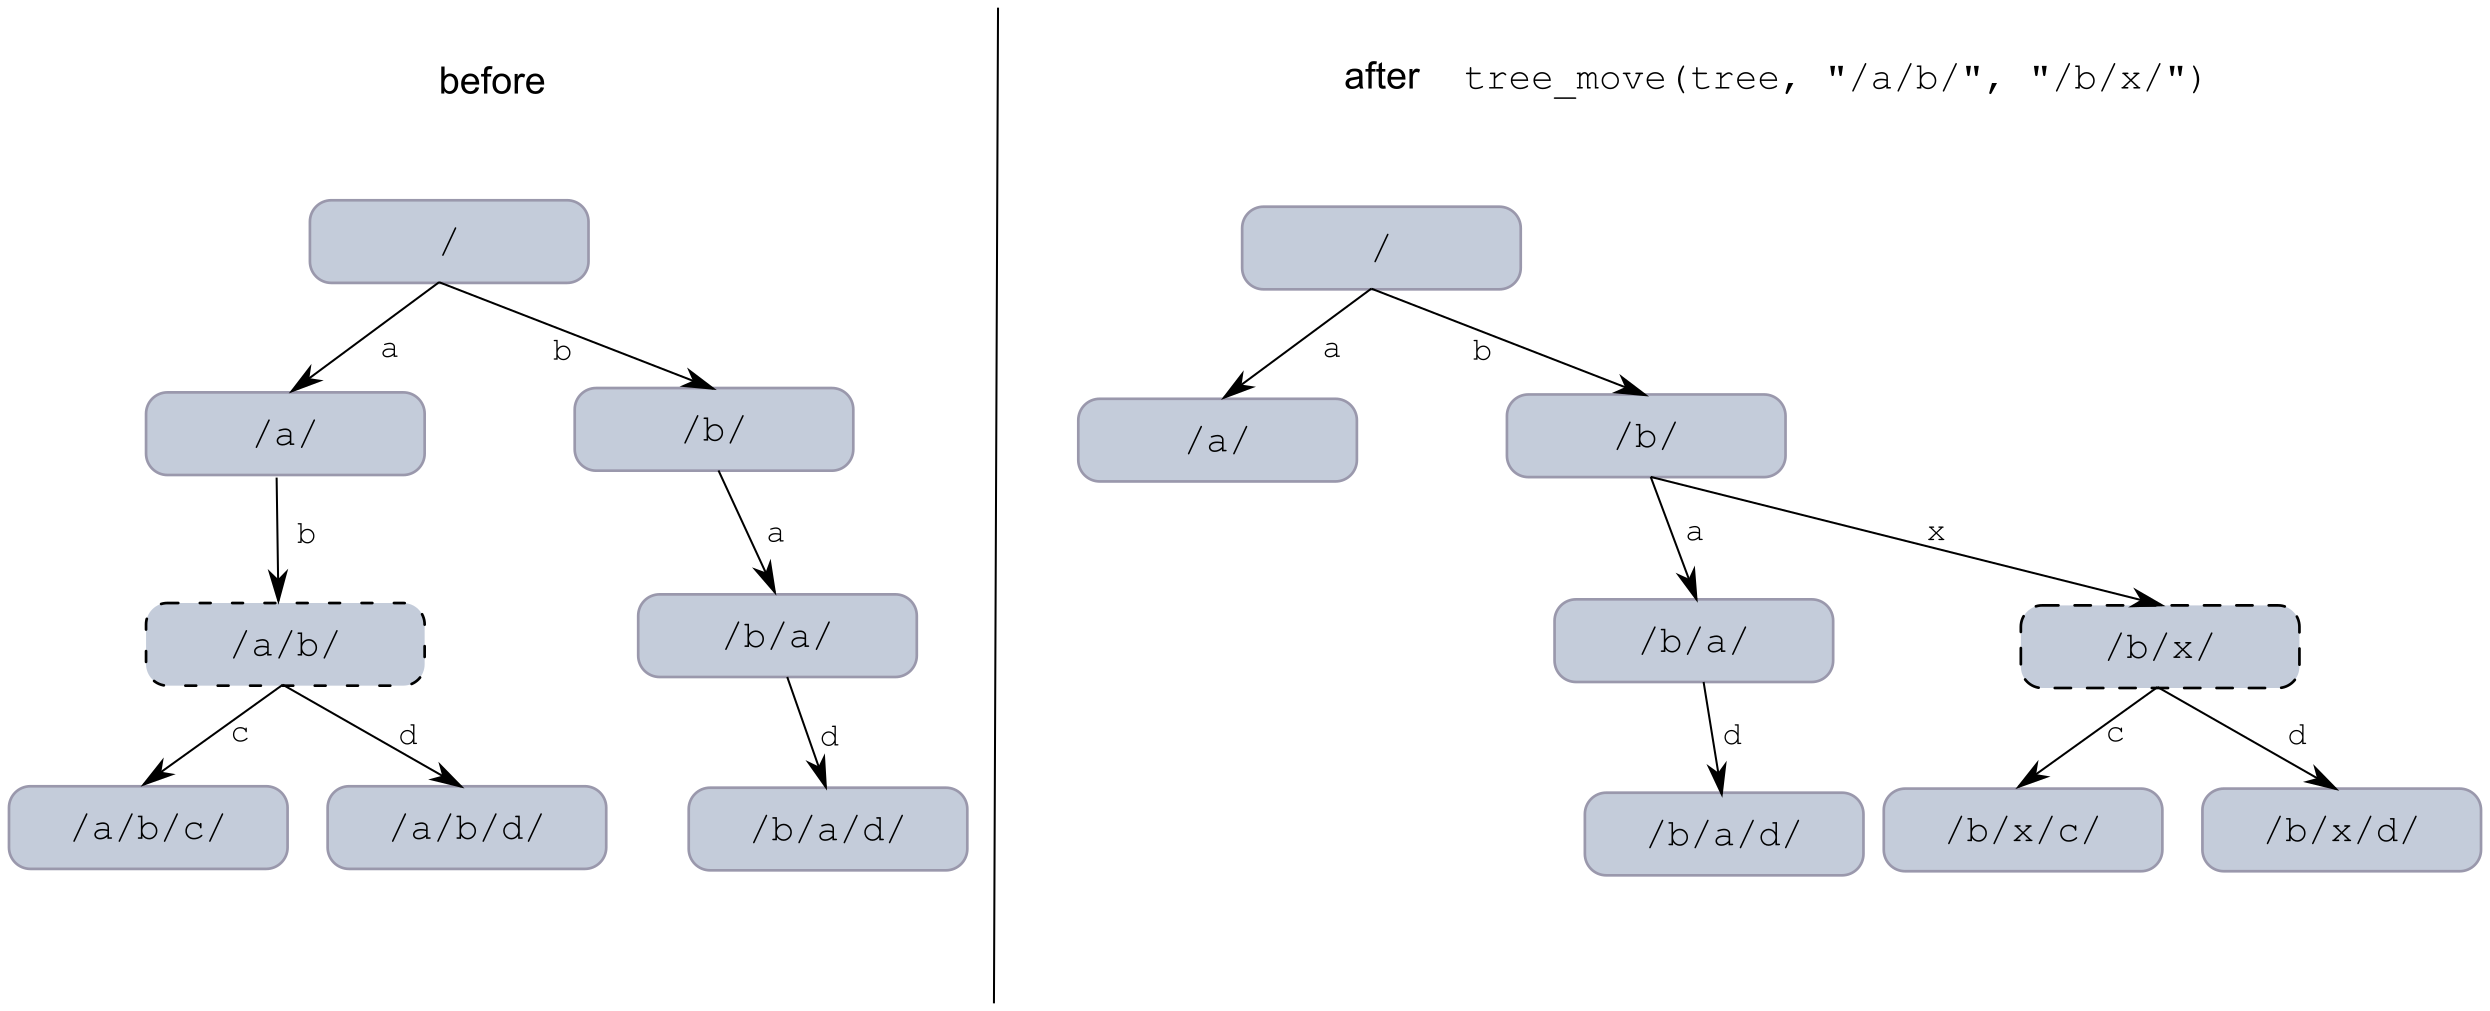 before
after tree_move(tree, "/a/b/", "/b/x/")
/
a
b
/a/
/b/
b
a
/a/b/
/b/a/
c
d
d
/a/b/c/
/a/b/d/
/b/a/d/
/
a
b
/a/
/b/
a
x
/b/a/
/b/x/
d
c
d
/b/a/d/
/b/x/c/
/b/x/d/